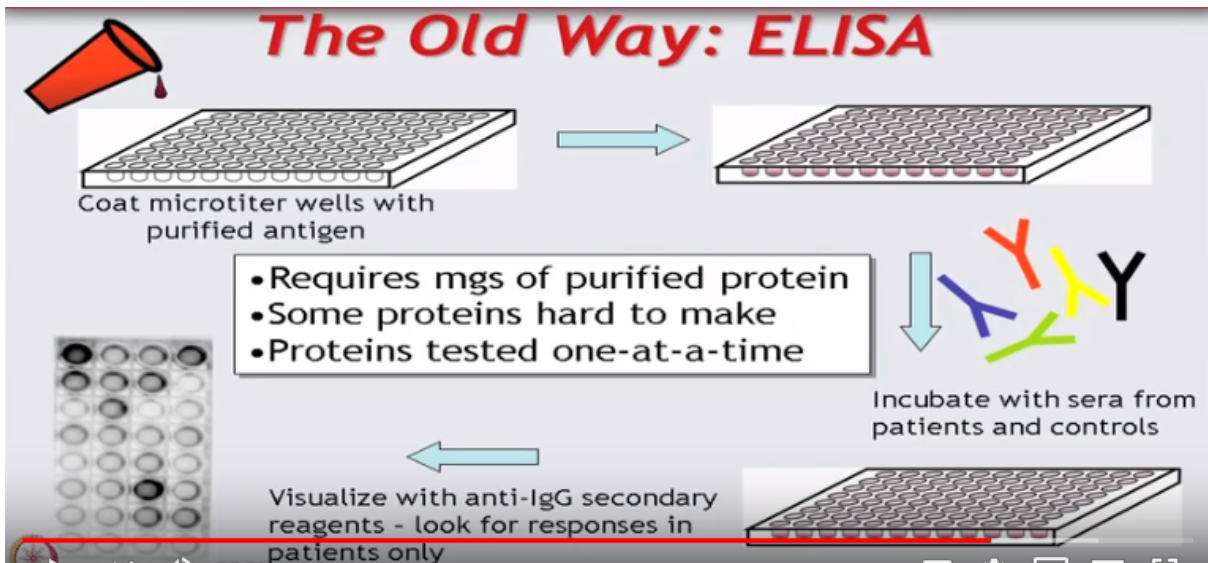 The Old Way: ELISA
Coat microtiter wells with
purified antigen
•Requires mgs of purified protein
•Some proteins hard to make
•Proteins tested one-at-a-time
Incubate with sera from
patients and controls
Visualize with anti-IgG secondary
reagents - look for responses in
patients only